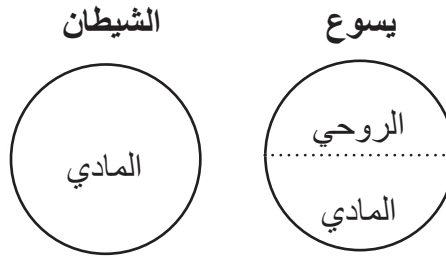 يسوع
الشيطان
الروحي
المادي
المادي